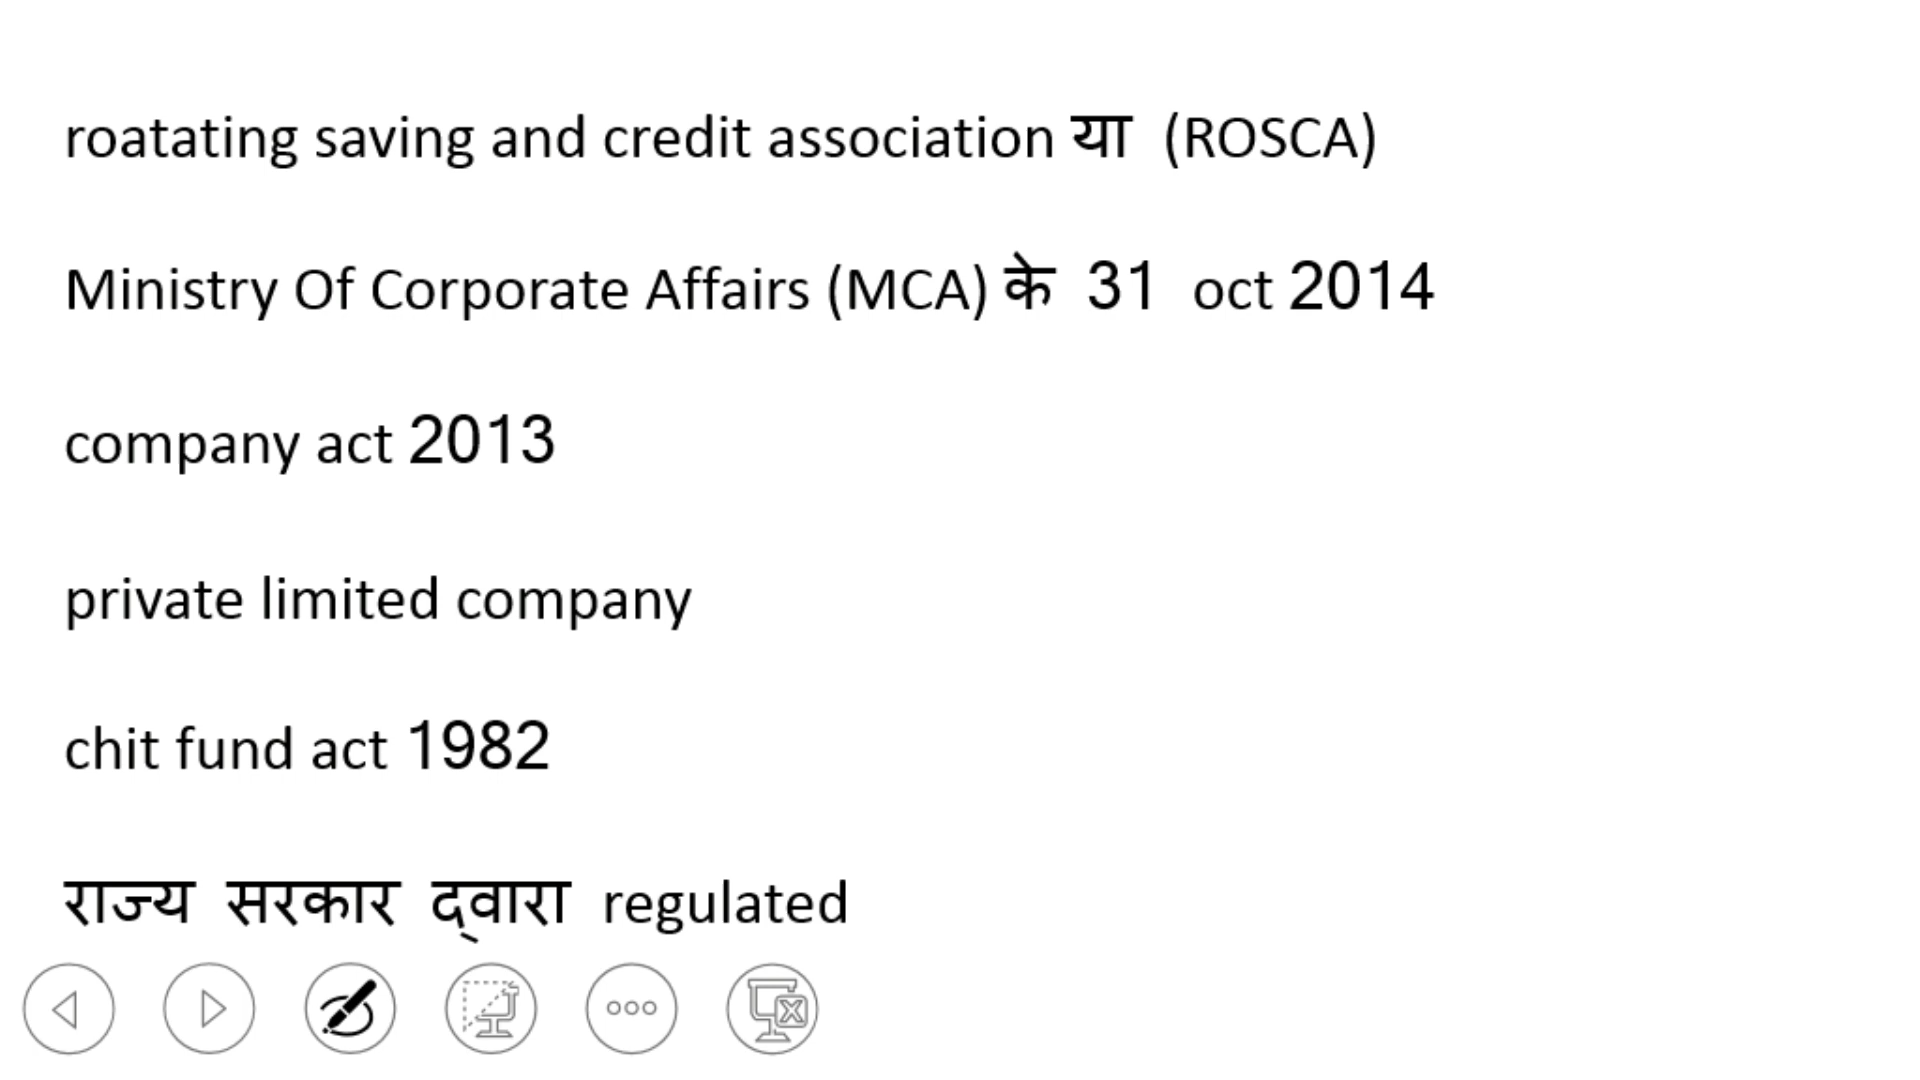 roatating saving and credit association या (ROSCA)
Ministry Of Corporate Affairs (MCA) के 31 oct 2014
company act 2013
private limited company
chit fund act 1982
राज्य सरकार द्वारा regulated